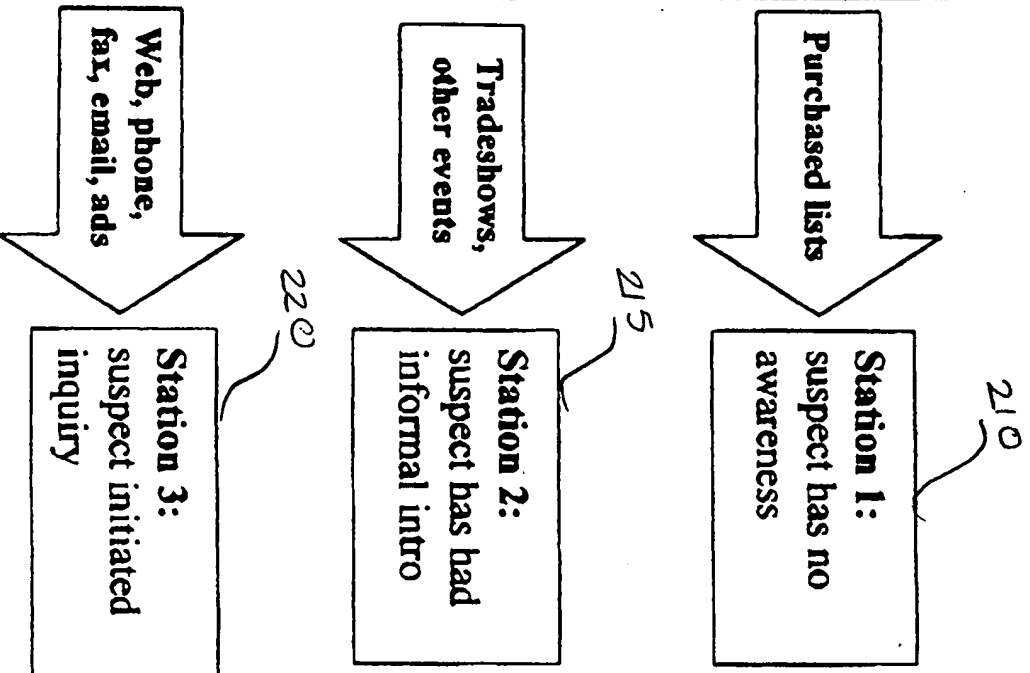 Purchased lists
210
Station 1:
suspect has no
awareness
Tradeshows,
other events
215
Station 2:
suspect has had
informal intro
Web, phone,
fax, email, ads
220
Station 3:
suspect initiated
inquiry